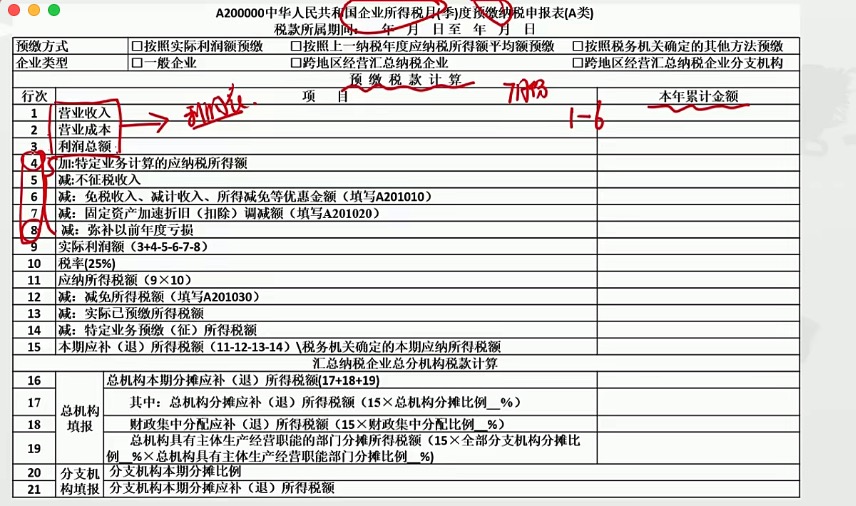 A200000中华人民共和国企业所得税月(季)度预缴纳税申报表(A类)
税款所属期间: 年 月 日至 年 月 日
预缴方式 □按照实际利润额预缴 □按照上一纳税年度应纳税所得额平均额预缴 □按照税务机关确定的其他方法预缴
企业类型 □一般企业 □跨地区经营汇总纳税企业 □跨地区经营汇总纳税企业分支机构
预缴税款计算
行次 项 目 本年累计金额
7月份
1-6
利润表
1 营业收入
2 营业成本
3 利润总额
4 加:特定业务计算的应纳税所得额
5 减:不征税收入
6 减：免税收入、减计收入、所得减免等优惠金额（填写A201010）
7 减：固定资产加速折旧（扣除）调减额（填写A201020）
8 减：弥补以前年度亏损
9 实际利润额（3+4-5-6-7-8）
10 税率(25%)
11 应纳所得税额（9×10）
12 减：减免所得税额（填写A201030）
13 减：实际已预缴所得税额
14 减：特定业务预缴（征）所得税额
15 本期应补（退）所得税额（11-12-13-14）\税务机关确定的本期应纳所得税额
汇总纳税企业总分机构税款计算
总机构填报
16 总机构本期分摊应补（退）所得税额(17+18+19)
17 其中：总机构分摊应补（退）所得税额（15×总机构分摊比例__%）
18 财政集中分配应补（退）所得税额（15×财政集中分配比例__%）
19 总机构具有主体生产经营职能的部门分摊所得税额（15×全部分支机构分摊比
例__%×总机构具有主体生产经营职能部门分摊比例__%)
分支机构填报
20 分支机构本期分摊比例
21 分支机构本期分摊应补（退）所得税额